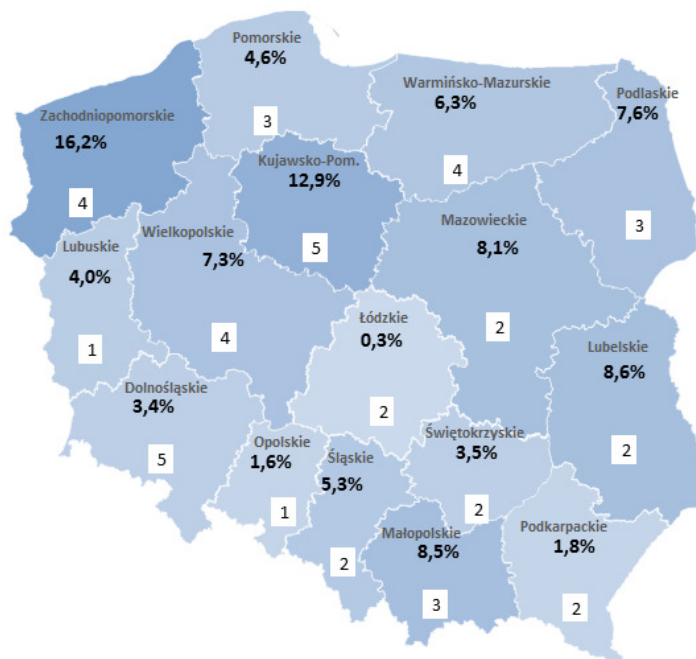 Pomorskie
4,6%
3
Warmińsko-Mazurskie
6,3%
4
Podlaskie
7,6%
3
Zachodniopomorskie
16,2%
4
Kujawsko-Pom.
12,9%
5
Mazowieckie
8,1%
2
Wielkopolskie
7,3%
4
Lubuskie
4,0%
1
Łódzkie
0,3%
2
Lubelskie
8,6%
2
Dolnośląskie
3,4%
5
Opolskie
1,6%
1
Śląskie
5,3%
2
Świętokrzyskie
3,5%
2
Małopolskie
8,5%
3
Podkarpackie
1,8%
2